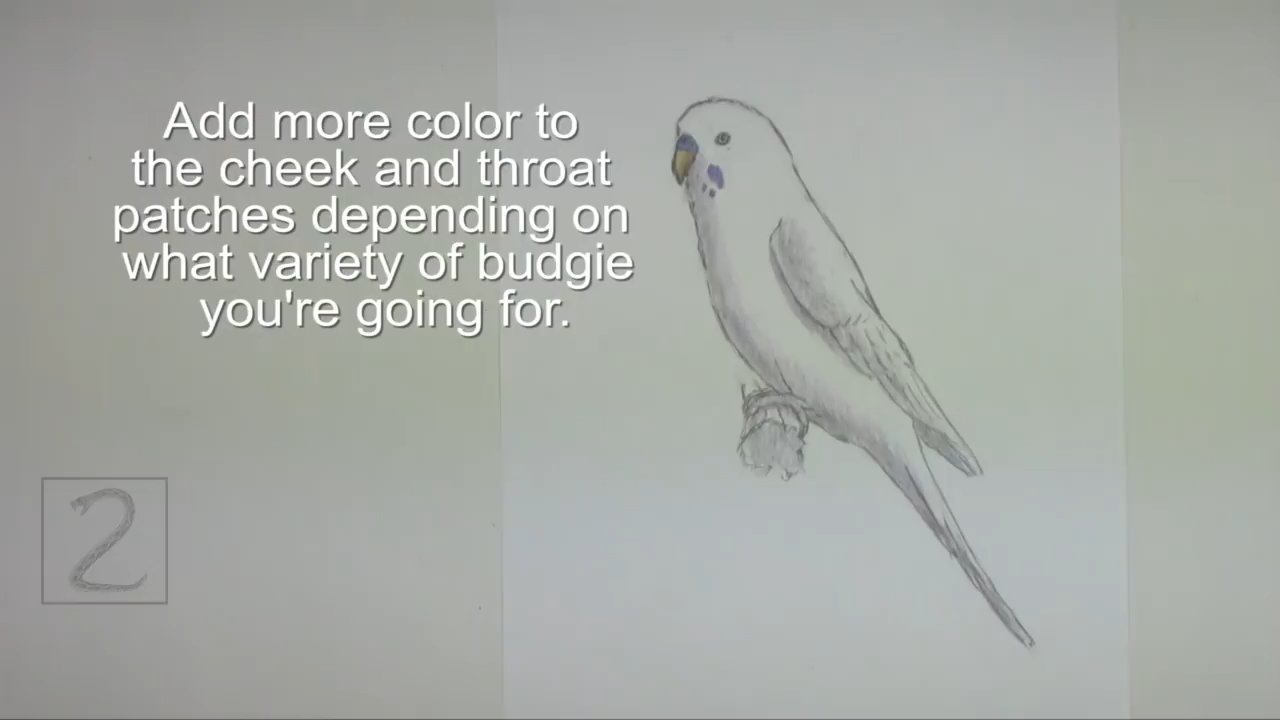 Add more color to
the cheek and throat
patches depending on
what variety of budgie
you're going for.
2